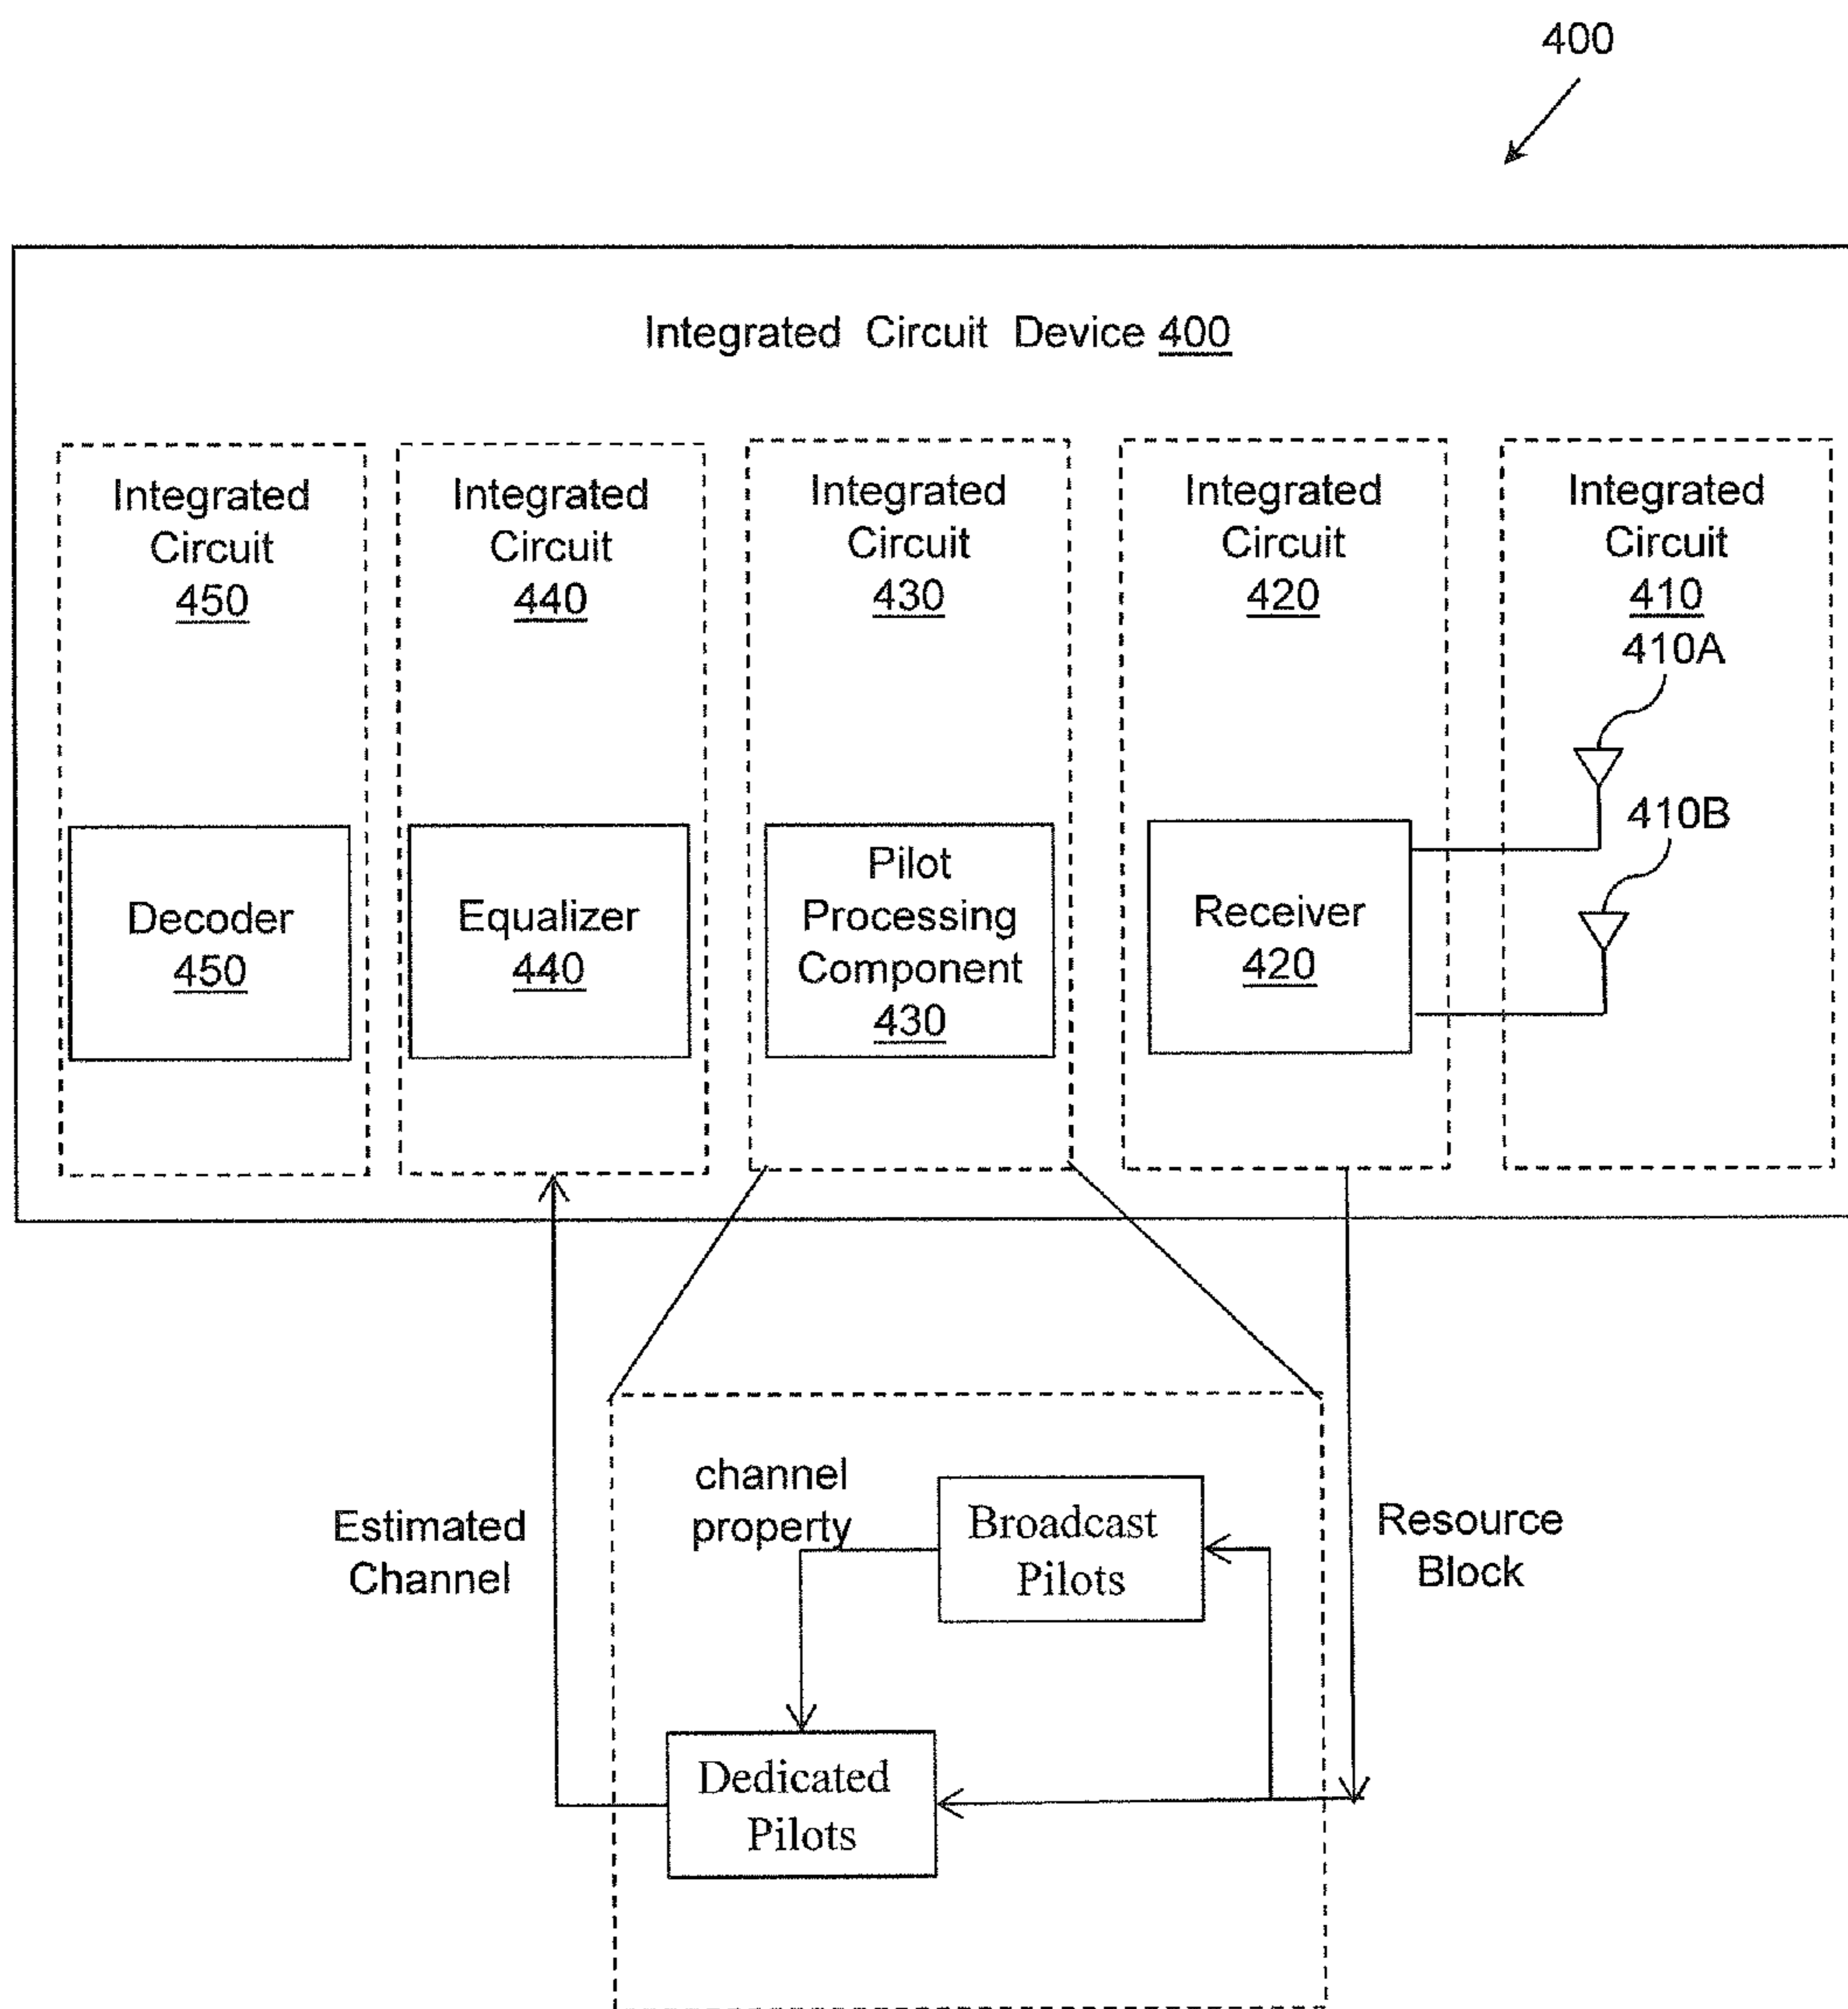 400
Integrated Circuit Device 400
Integrated
Circuit
450
Integrated
Circuit
440
Integrated
Circuit
430
Integrated
Circuit
420
Integrated
Circuit
410
410A
410B
Decoder
450
Equalizer
440
Pilot
Processing
Component
430
Receiver
420
Estimated
Channel
channel
property
Broadcast
Pilots
Resource
Block
Dedicated
Pilots